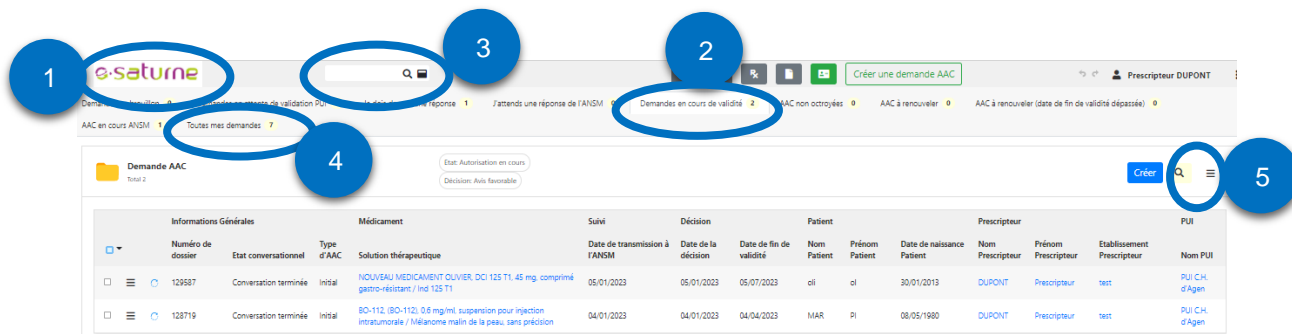 1
e-saturne
3
2
Créer une demande AAC
Prescripteur DUPONT
réponse 1
J'attends une réponse de l'ANSM
Demandes en cours de validité 2
AAC non octroyées 0
AAC à renouveler 0
AAC à renouveler (date de fin de validité dépassée) 0
AAC en cours ANSM 1
Toutes mes demandes 7
4
5
Demande AAC
Total 2
Etat: Autorisation en cours
Décision: Avis favorable
Créer
Informations Générales Médicament Suivi Décision Patient Prescripteur PUI
Numéro de dossier Etat conversationnel Type d'AAC Solution thérapeutique Date de transmission à l'ANSM Date de la décision Date de fin de validité Nom Patient Prénom Patient Date de naissance Patient Nom Prescripteur Prénom Prescripteur Etablissement Prescripteur Nom PUI
129587 Conversation terminée Initial NOUVEAU MEDICAMENT OLIVIER, DCI 125 T1, 45 mg, comprimé gastro-résistant / Ind 125 T1 05/01/2023 05/01/2023 05/07/2023 oli ol 30/01/2013 DUPONT Prescripteur test PUI C.H. d'Agen
128719 Conversation terminée Initial BO-112, (BO-112), 0,6 mg/ml, suspension pour injection intratumorale / Mélanome malin de la peau, sans précision 04/01/2023 04/01/2023 04/04/2023 MAR PI 08/05/1980 DUPONT Prescripteur test PUI C.H. d'Agen